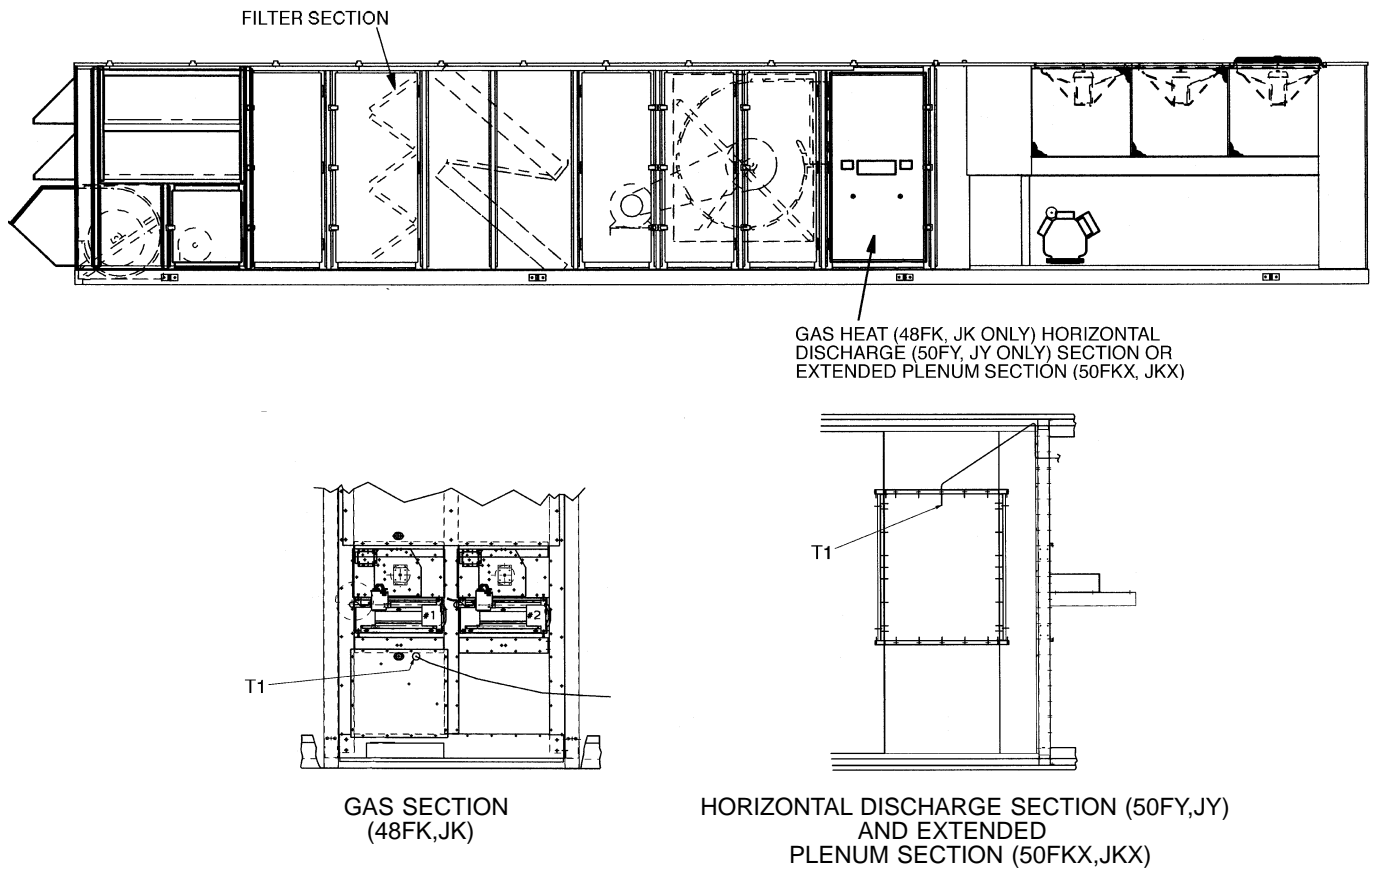 FILTER SECTION
GAS HEAT (48FK, JK ONLY) HORIZONTAL
DISCHARGE (50FY, JY ONLY) SECTION OR
EXTENDED PLENUM SECTION (50FKX, JKX)
#1
#2
T1
T1
GAS SECTION
(48FK,JK)
HORIZONTAL DISCHARGE SECTION (50FY,JY)
AND EXTENDED
PLENUM SECTION (50FKX,JKX)